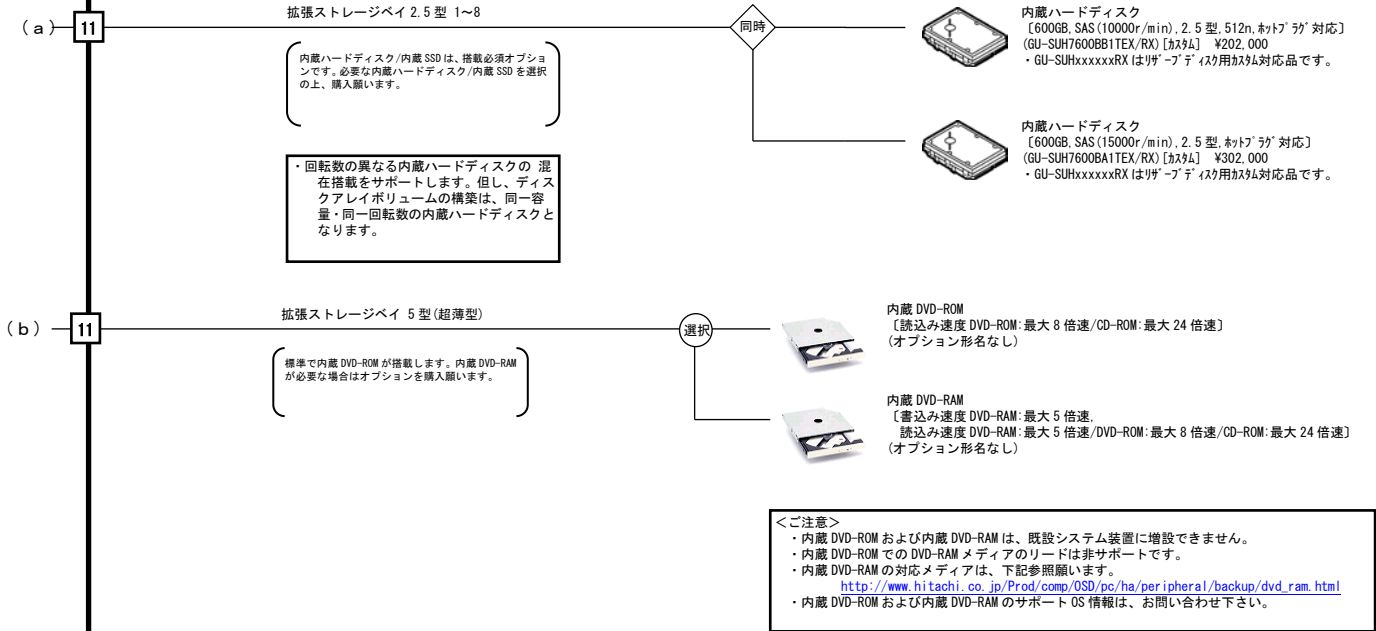 (a)
11
拡張ストレージベイ 2.5型 1～8
内蔵ハードディスク/内蔵 SSD は、搭載必須オプショ
ンです。必要な内蔵ハードディスク/内蔵 SSD を選択
の上、購入願います。
・回転数の異なる内蔵ハードディスクの 混
在搭載をサポートします。但し、ディス
クアレイボリュームの構築は、同一容
量・同一回転数の内蔵ハードディスクと
なります。
同時
内蔵ハードディスク
〔600GB,SAS(10000r/min),2.5型,512n,ﾎｯﾄﾌﾟﾗｸﾞ対応〕
(GU-SUH7600BB1TEX/RX)[ｶｽﾀﾑ] ¥202,000
・GU-SUHxxxxxxRX はﾘｻﾞｰﾌﾞﾃﾞｨｽｸ用ｶｽﾀﾑ対応品です。
内蔵ハードディスク
〔600GB,SAS(15000r/min),2.5型,ﾎｯﾄﾌﾟﾗｸﾞ対応〕
(GU-SUH7600BA1TEX/RX)[ｶｽﾀﾑ] ¥302,000
・GU-SUHxxxxxxRX はﾘｻﾞｰﾌﾞﾃﾞｨｽｸ用ｶｽﾀﾑ対応品です。
(b)
11
拡張ストレージベイ 5型(超薄型)
標準で内蔵 DVD-ROM が搭載します。内蔵 DVD-RAM
が必要な場合はオプションを購入願います。
選択
内蔵 DVD-ROM
〔読込み速度 DVD-ROM:最大 8 倍速/CD-ROM:最大 24 倍速〕
(オプション形名なし)
内蔵 DVD-RAM
〔書込み速度 DVD-RAM:最大 5 倍速,
読込み速度 DVD-RAM:最大 5 倍速/DVD-ROM:最大 8 倍速/CD-ROM:最大 24 倍速〕
(オプション形名なし)
＜ご注意＞
・内蔵 DVD-ROM および内蔵 DVD-RAM は、既設システム装置に増設できません。
・内蔵 DVD-ROM での DVD-RAM メディアのリードは非サポートです。
・内蔵 DVD-RAM の対応メディアは、下記参照願います。
http://www.hitachi.co.jp/Prod/comp/OSD/pc/ha/peripheral/backup/dvd_ram.html
・内蔵 DVD-ROM および内蔵 DVD-RAM のサポート OS 情報は、お問い合わせ下さい。